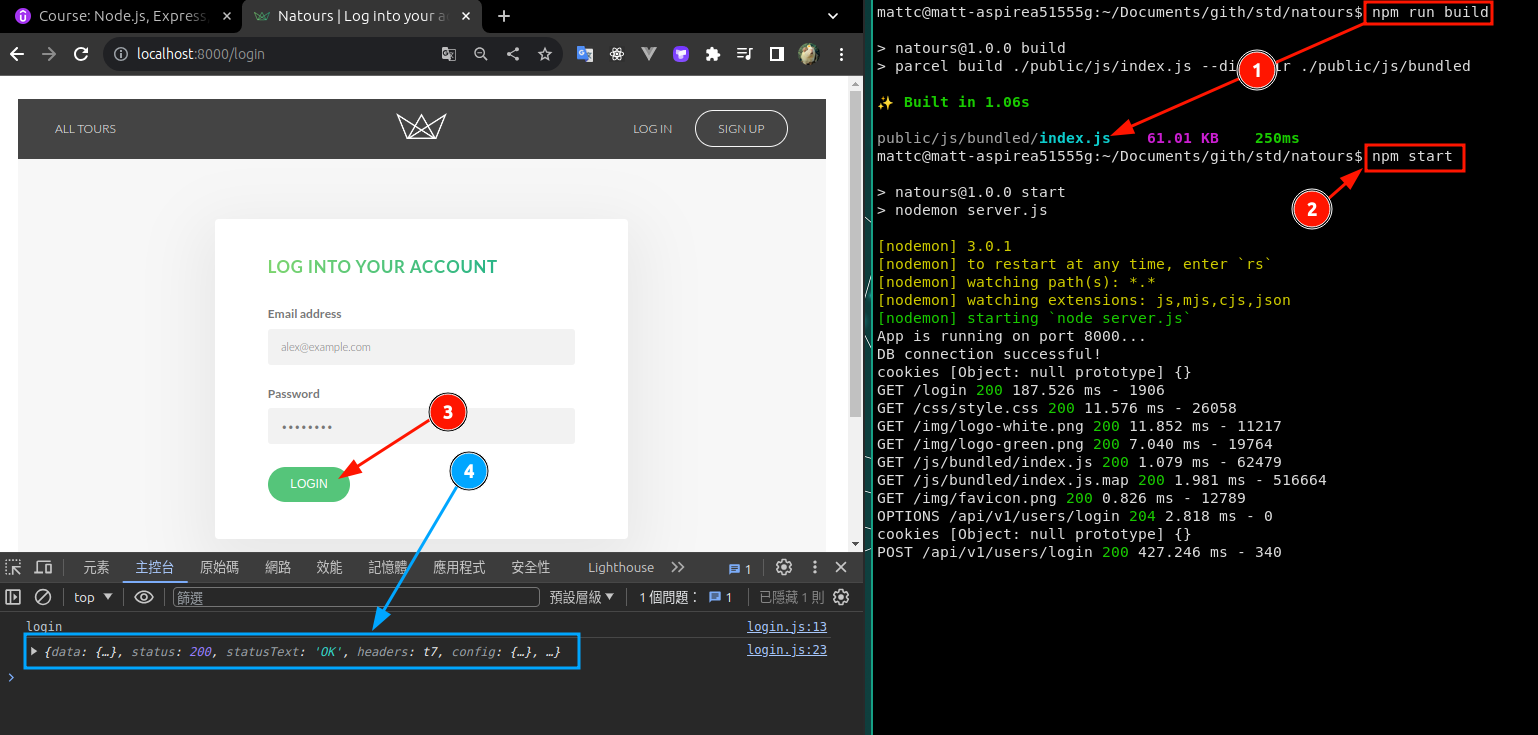 Course: Node.js, Express,
Natours | Log into your a
localhost:8000/login
ALL TOURS
LOG IN
SIGN UP
LOG INTO YOUR ACCOUNT
Email address
alex@example.com
Password
••••••••
3
LOGIN
4
元素
主控台
原始碼
網路
效能
記憶體
應用程式
安全性
Lighthouse
1
top ▼
篩選
預設層級 ▼
1 個問題：
1
已隱藏 1 則
login
login.js:13
{data: {…}, status: 200, statusText: 'OK', headers: t7, config: {…}, …}
login.js:23
mattc@matt-aspirea51555g:~/Documents/gith/std/natours$ npm run build
> natours@1.0.0 build
> parcel build ./public/js/index.js --di r ./public/js/bundled
1
✨ Built in 1.06s
public/js/bundled/index.js 61.01 KB 250ms
mattc@matt-aspirea51555g:~/Documents/gith/std/natours$ npm start
> natours@1.0.0 start
> nodemon server.js
2
[nodemon] 3.0.1
[nodemon] to restart at any time, enter `rs`
[nodemon] watching path(s): *.*
[nodemon] watching extensions: js,mjs,cjs,json
[nodemon] starting `node server.js`
App is running on port 8000...
DB connection successful!
cookies [Object: null prototype] {}
GET /login 200 187.526 ms - 1906
GET /css/style.css 200 11.576 ms - 26058
GET /img/logo-white.png 200 11.852 ms - 11217
GET /img/logo-green.png 200 7.040 ms - 19764
GET /js/bundled/index.js 200 1.079 ms - 62479
GET /js/bundled/index.js.map 200 1.981 ms - 516664
GET /img/favicon.png 200 0.826 ms - 12789
OPTIONS /api/v1/users/login 204 2.818 ms - 0
cookies [Object: null prototype] {}
POST /api/v1/users/login 200 427.246 ms - 340